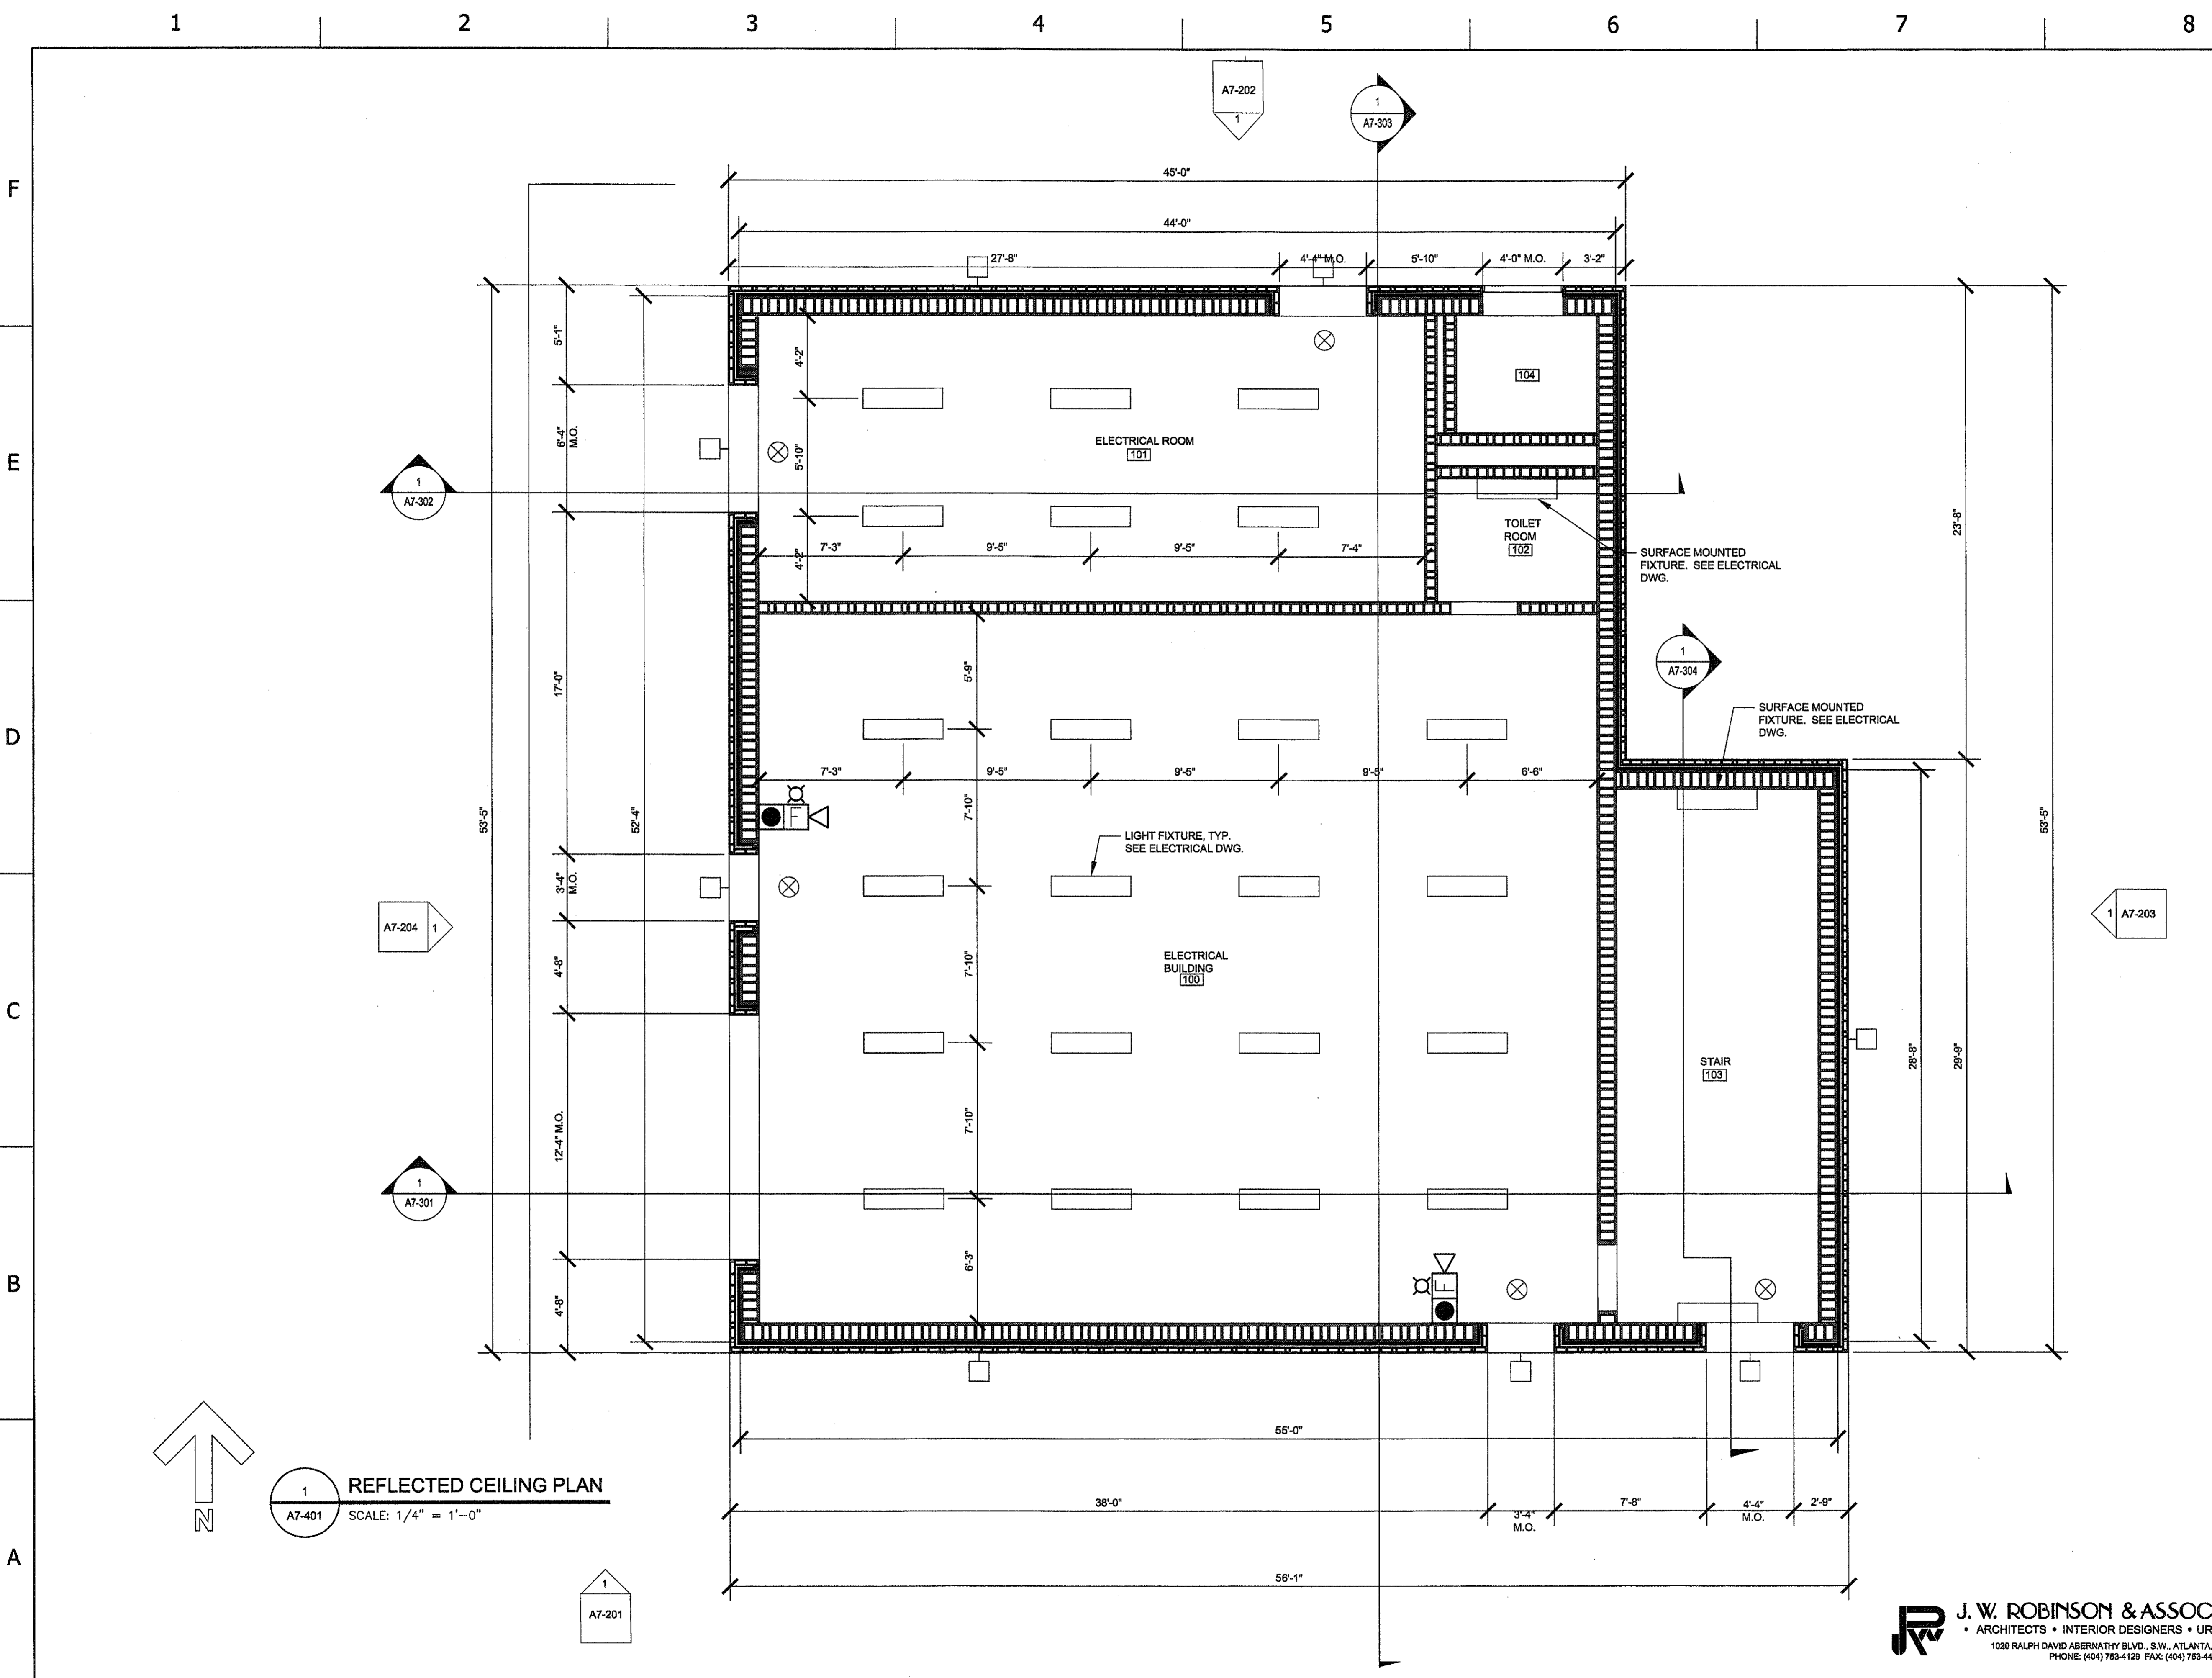 1 2 3 4 5 6 7 8
F
E
D
C
B
A
A7-202
1
1
A7-303
45'-0"
44'-0"
27'-8"
4'-4" M.O.
5'-10"
4'-0" M.O.
3'-2"
5'-1"
6'-4"
M.O.
17'-0"
3'-4"
M.O.
4'-8"
12'-4" M.O.
4'-8"
53'-5"
52'-4"
4'-2"
5'-10"
4'-2"
104
ELECTRICAL ROOM
101
1
A7-302
7'-3"
9'-5"
9'-5"
7'-4"
TOILET
ROOM
102
SURFACE MOUNTED
FIXTURE. SEE ELECTRICAL
DWG.
23'-8"
1
A7-304
SURFACE MOUNTED
FIXTURE. SEE ELECTRICAL
DWG.
5'-9"
7'-3"
9'-5"
9'-5"
9'-5"
6'-6"
7'-10"
F
LIGHT FIXTURE, TYP.
SEE ELECTRICAL DWG.
53'-5"
A7-204
1
1
A7-203
7'-10"
ELECTRICAL
BUILDING
100
STAIR
103
28'-8"
29'-9"
7'-10"
1
A7-301
6'-3"
F
55'-0"
38'-0"
3'-4"
M.O.
7'-8"
4'-4"
M.O.
2'-9"
56'-1"
N
1
A7-401
REFLECTED CEILING PLAN
SCALE: 1/4" = 1'-0"
1
A7-201
J. W. ROBINSON & ASSOC
• ARCHITECTS • INTERIOR DESIGNERS • UR
1020 RALPH DAVID ABERNATHY BLVD., S.W., ATLANTA,
PHONE: (404) 753-4129 FAX: (404) 753-44